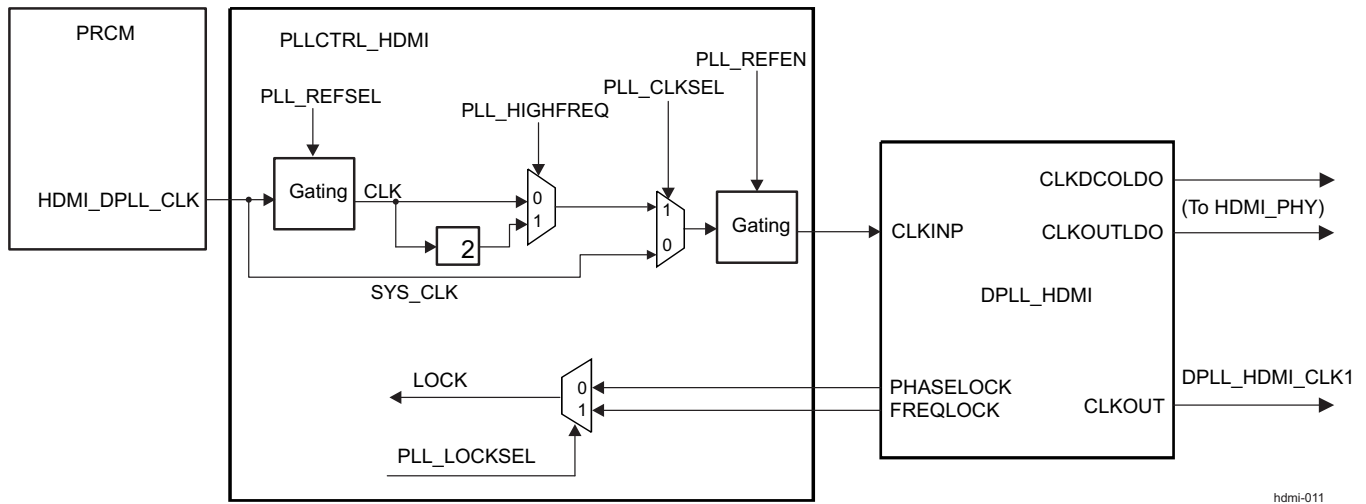 PRCM
PLLCTRL_HDMI
PLL_REFEN
PLL_CLKSEL
PLL_REFSEL
PLL_HIGHFREQ
HDMI_DPLL_CLK
Gating
CLK
0
1
2
1
0
Gating
SYS_CLK
CLKINP
CLKDCOLDO
(To HDMI_PHY)
CLKOUTLDO
DPLL_HDMI
LOCK
0
1
PLL_LOCKSEL
PHASELOCK
FREQLOCK
CLKOUT
DPLL_HDMI_CLK1
hdmi-011